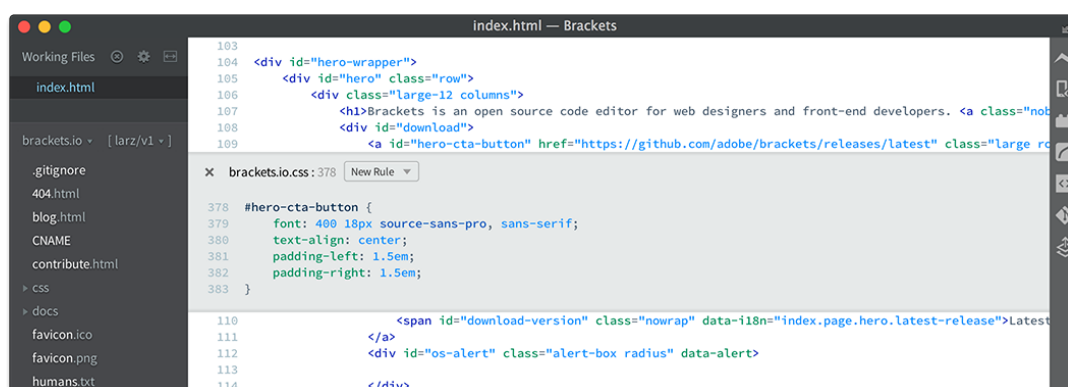 index.html — Brackets
Working Files
index.html
brackets.io [ larz/v1 ]
.gitignore
404.html
blog.html
CNAME
contribute.html
css
docs
favicon.ico
favicon.png
humans.txt
103
104 <div id="hero-wrapper">
105 <div id="hero" class="row">
106 <div class="large-12 columns">
107 <h1>Brackets is an open source code editor for web designers and front-end developers. <a class="nob
108 <div id="download">
109 <a id="hero-cta-button" href="https://github.com/adobe/brackets/releases/latest" class="large ro
× brackets.io.css : 378 New Rule
378 #hero-cta-button {
379 font: 400 18px source-sans-pro, sans-serif;
380 text-align: center;
381 padding-left: 1.5em;
382 padding-right: 1.5em;
383 }
110 <span id="download-version" class="nowrap" data-i18n="index.page.hero.latest-release">Latest
111 </a>
112 <div id="os-alert" class="alert-box radius" data-alert>
113
114 </div>